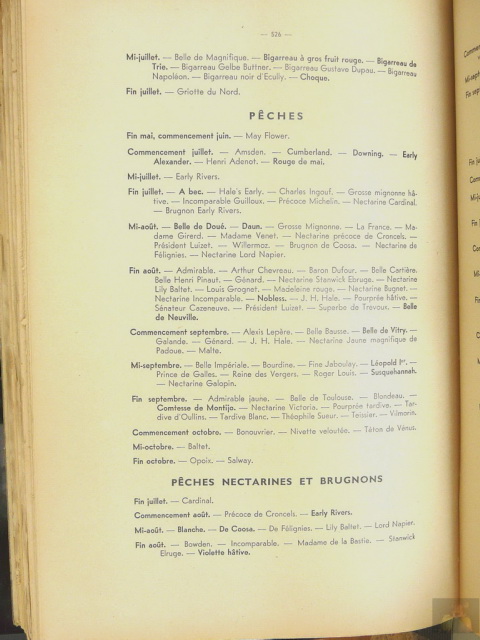 — 526 —
Mi-juillet. — Belle de Magnifique. — Bigarreau à gros fruit rouge. — Bigarreau de
Trie. — Bigarreau Gelbe Buttner. — Bigarreau Gustave Dupau. — Bigarreau
Napoléon. — Bigarreau noir d'Ecully. — Choque.
Fin juillet. — Griotte du Nord.
PÊCHES
Fin mai, commencement juin. — May Flower.
Commencement juillet. — Amsden. — Cumberland. — Downing. — Early
Alexander. — Henri Adenot. — Rouge de mai.
Mi-juillet. — Early Rivers.
Fin juillet. — A bec. — Hale's Early. — Charles Ingouf. — Grosse mignonne hâ-
tive. — Incomparable Guilloux. — Précoce Michelin. — Nectarine Cardinal.
— Brugnon Early Rivers.
Mi-août. — Belle de Doué. — Daun. — Grosse Mignonne. — La France. — Ma-
dame Girerd. — Madame Venet. — Nectarine précoce de Croncels. —
Président Luizet. — Willermoz. — Brugnon de Coosa. — Nectarine de
Félignies. — Nectarine Lord Napier.
Fin août. — Admirable. — Arthur Chevreau. — Baron Dufour. — Belle Cartière.
Belle Henri Pinaut. — Génard. — Nectarine Stanwick Elruge. — Nectarine
Lily Baltet. — Louis Grognet. — Madeleine rouge. — Nectarine Bugnet. —
Nectarine Incomparable. — Nobless. — J. H. Hale. — Pourprée hâtive. —
Sénateur Cazeneuve. — Président Luizet. — Superbe de Trévoux. — Belle
de Neuville.
Commencement septembre. — Alexis Lepère. — Belle Bausse. — Belle de Vitry. —
Galande. — Génard. — J. H. Hale. — Nectarine Jaune magnifique de
Padoue. — Malte.
Mi-septembre. — Belle Impériale. — Bourdine. — Fine Jaboulay. — Léopold Ier. —
Prince de Galles. — Reine des Vergers. — Roger Louis. — Susquehannah.
— Nectarine Galopin.
Fin septembre. — Admirable jaune. — Belle de Toulouse. — Blondeau. —
Comtesse de Montijo. — Nectarine Victoria. — Pourprée tardive. — Tar-
dive d'Oullins. — Tardive Blanc. — Théophile Sueur. — Teissier. — Vilmorin.
Commencement octobre. — Bonouvrier. — Nivette veloutée. — Téton de Vénus.
Mi-octobre. — Baltet.
Fin octobre. — Opoix. — Salway.
PÊCHES NECTARINES ET BRUGNONS
Fin juillet. — Cardinal.
Commencement août. — Précoce de Croncels. — Early Rivers.
Mi-août. — Blanche. — De Coosa. — De Félignies. — Lily Baltet. — Lord Napier.
Fin août. — Bowden. — Incomparable. — Madame de la Bastie. — Stanwick
Elruge. — Violette hâtive.